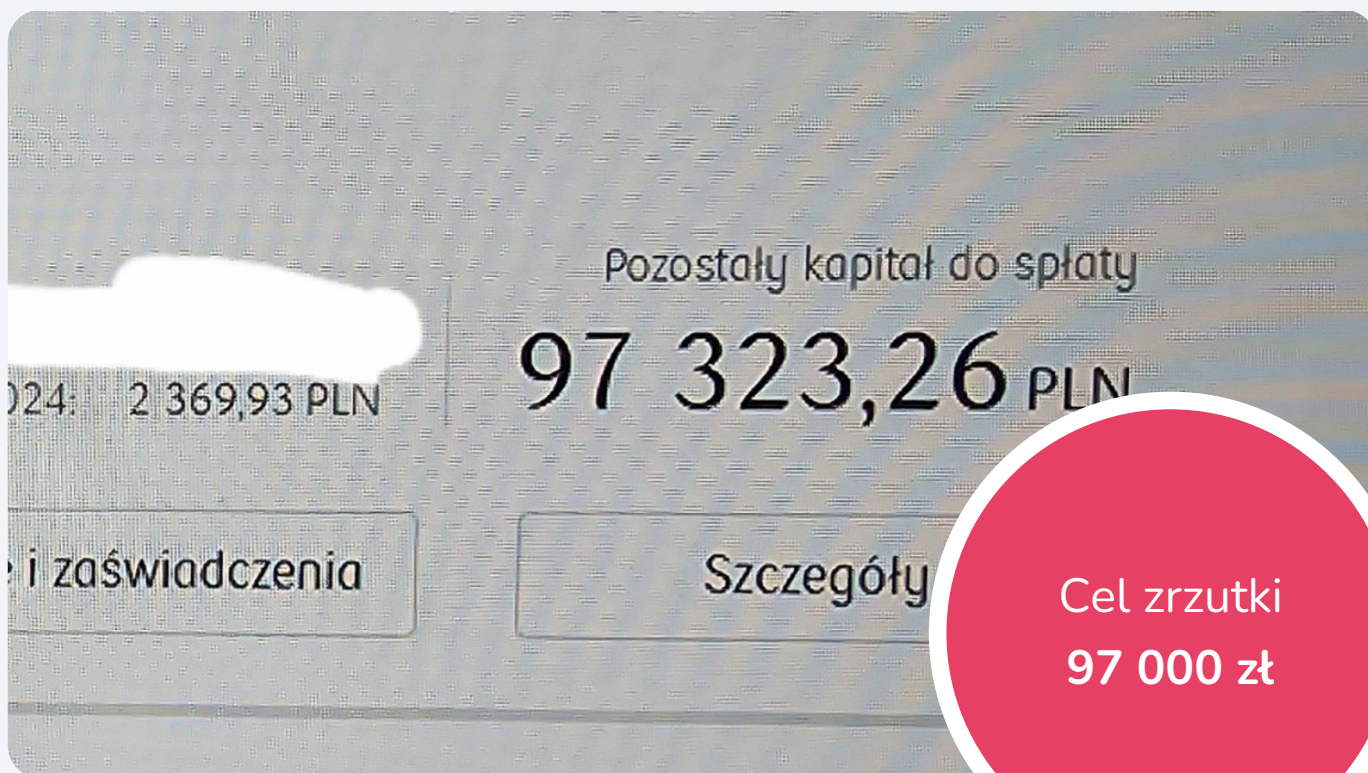 Pozostały kapitał do spłaty
97 323,26 PLN
024: 2 369,93 PLN
i zaświadczenia
Szczegóły
Cel zrzutki
97 000 zł